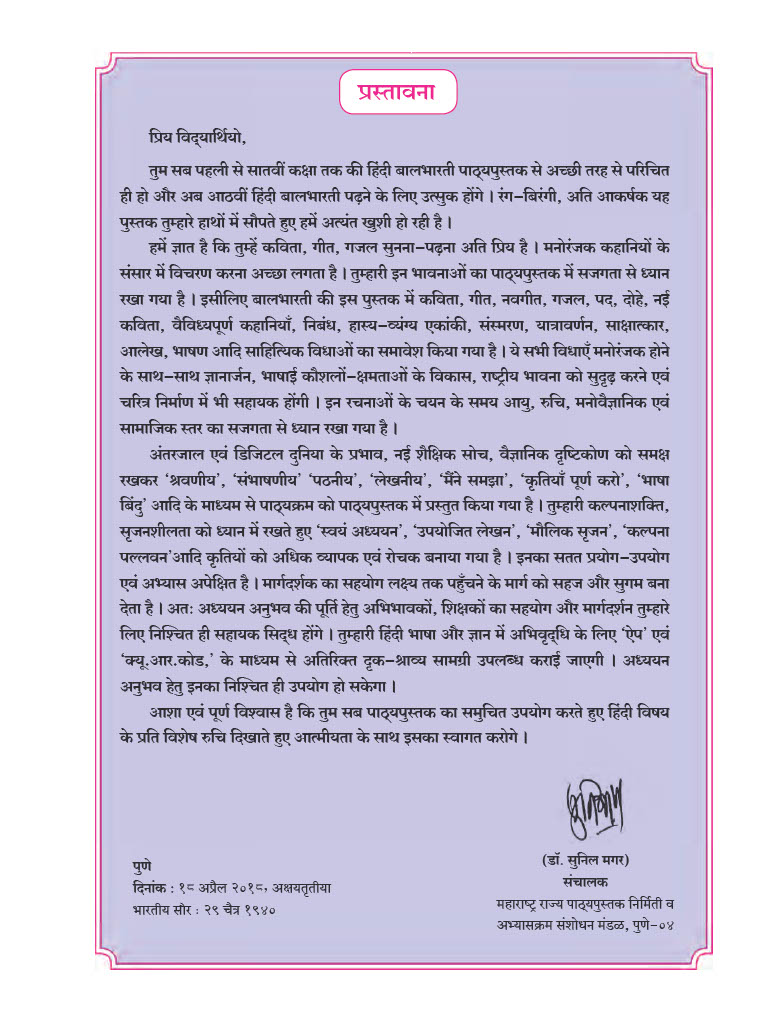 प्रस्तावना
प्रिय विद्‌यार्थियो,
तुम सब पहली से सातवीं कक्षा तक की हिंदी बालभारती पाठ्‌यपुस्तक से अच्छी तरह से परिचित
ही हो और अब आठवीं हिंदी बालभारती पढ़ने के लिए उत्सुक होंगे । रंग-बिरंगी, अति आकर्षक यह
पुस्तक तुम्हारे हाथों में सौंपते हुए हमें अत्यंत खुशी हो रही है ।
हमें ज्ञात है कि तुम्हें कविता, गीत, गजल सुनना-पढ़ना अति प्रिय है । मनोरंजक कहानियों के
संसार में विचरण करना अच्छा लगता है । तुम्हारी इन भावनाओं का पाठ्‌यपुस्तक में सजगता से ध्यान
रखा गया है । इसीलिए बालभारती की इस पुस्तक में कविता, गीत, नवगीत, गजल, पद, दोहे, नई
कविता, वैविध्यपूर्ण कहानियाँ, निबंध, हास्य-व्यंग्य एकांकी, संस्मरण, यात्रावर्णन, साक्षात्कार,
आलेख, भाषण आदि साहित्यिक विधाओं का समावेश किया गया है । ये सभी विधाएँ मनोरंजक होने
के साथ-साथ ज्ञानार्जन, भाषाई कौशलों-क्षमताओं के विकास, राष्ट्रीय भावना को सुदृढ़ करने एवं
चरित्र निर्माण में भी सहायक होंगी । इन रचनाओं के चयन के समय आयु, रुचि, मनोवैज्ञानिक एवं
सामाजिक स्तर का सजगता से ध्यान रखा गया है ।
अंतरजाल एवं डिजिटल दुनिया के प्रभाव, नई शैक्षिक सोच, वैज्ञानिक दृष्टिकोण को समक्ष
रखकर ‘श्रवणीय’, ‘संभाषणीय’ ‘पठनीय’, ‘लेखनीय’, ‘मैंने समझा’, ‘कृतियाँ पूर्ण करो’, ‘भाषा
बिंदु’ आदि के माध्यम से पाठ्‌यक्रम को पाठ्‌यपुस्तक में प्रस्तुत किया गया है । तुम्हारी कल्पनाशक्ति,
सृजनशीलता को ध्यान में रखते हुए ‘स्वयं अध्ययन’, ‘उपयोजित लेखन’, ‘मौलिक सृजन’, ‘कल्पना
पल्लवन’आदि कृतियों को अधिक व्यापक एवं रोचक बनाया गया है । इनका सतत प्रयोग-उपयोग
एवं अभ्यास अपेक्षित है । मार्गदर्शक का सहयोग लक्ष्य तक पहुँचने के मार्ग को सहज और सुगम बना
देता है । अतः अध्ययन अनुभव की पूर्ति हेतु अभिभावकों, शिक्षकों का सहयोग और मार्गदर्शन तुम्हारे
लिए निश्चित ही सहायक सिद्‌ध होंगे । तुम्हारी हिंदी भाषा और ज्ञान में अभिवृद्‌धि के लिए ‘ऐप’ एवं
‘क्यू.आर.कोड,’ के माध्यम से अतिरिक्त दृक-श्राव्य सामग्री उपलब्ध कराई जाएगी । अध्ययन
अनुभव हेतु इनका निश्चित ही उपयोग हो सकेगा ।
आशा एवं पूर्ण विश्वास है कि तुम सब पाठ्‌यपुस्तक का समुचित उपयोग करते हुए हिंदी विषय
के प्रति विशेष रुचि दिखाते हुए आत्मीयता के साथ इसका स्वागत करोगे ।
(डॉ. सुनिल मगर)
संचालक
महाराष्ट्र राज्य पाठ्‌यपुस्तक निर्मिती व
अभ्यासक्रम संशोधन मंडळ, पुणे-०४
पुणे
दिनांक : १८ अप्रैल २०१८, अक्षयतृतीया
भारतीय सौर : २९ चैत्र १९४०